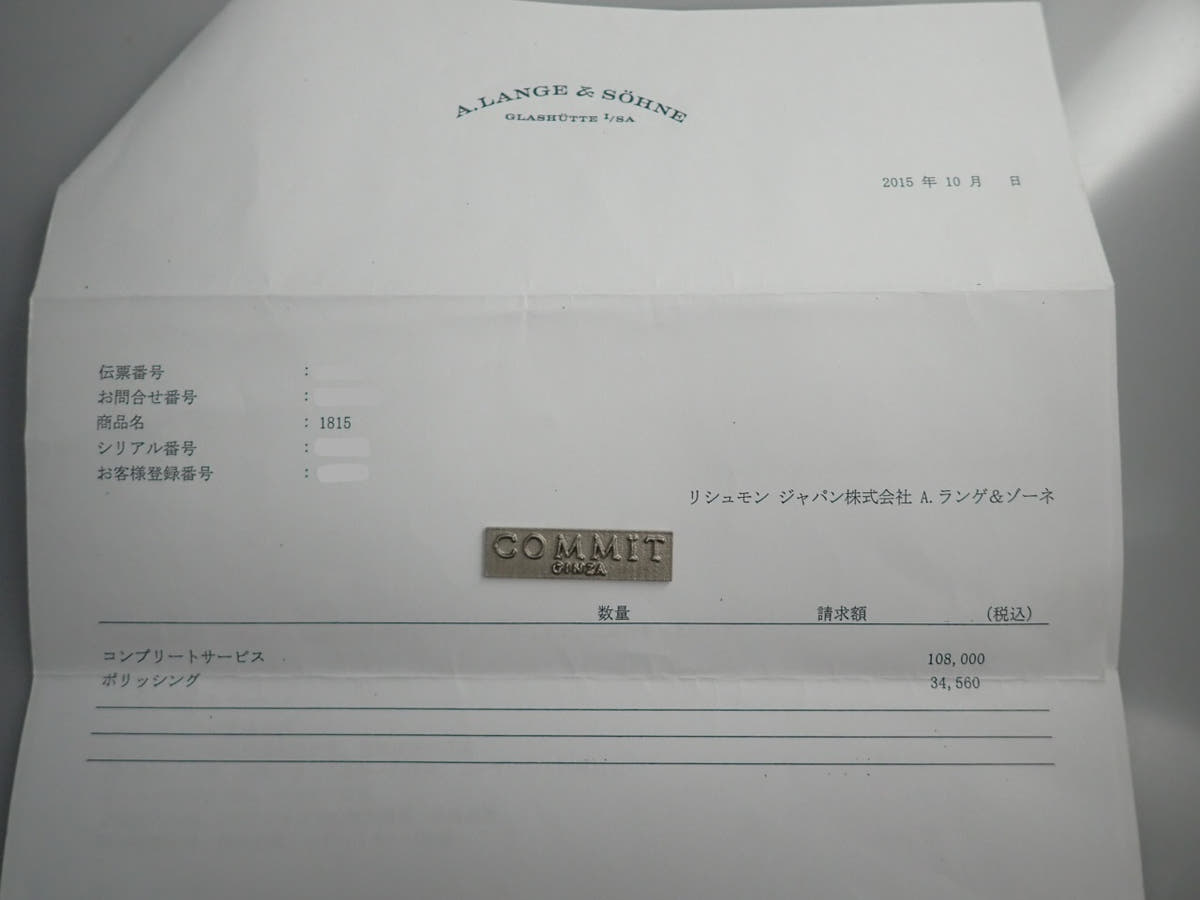 A.LANGE & SÖHNE
GLASHÜTTE I/SA
2015 年 10 月 日
伝票番号 :
お問合せ番号 :
商品名 : 1815
シリアル番号 :
お客様登録番号 :
リシュモン ジャパン株式会社 A.ランゲ&ゾーネ
COMMIT
GINZA
数量 請求額 (税込)
コンプリートサービス 108,000
ポリッシング 34,560